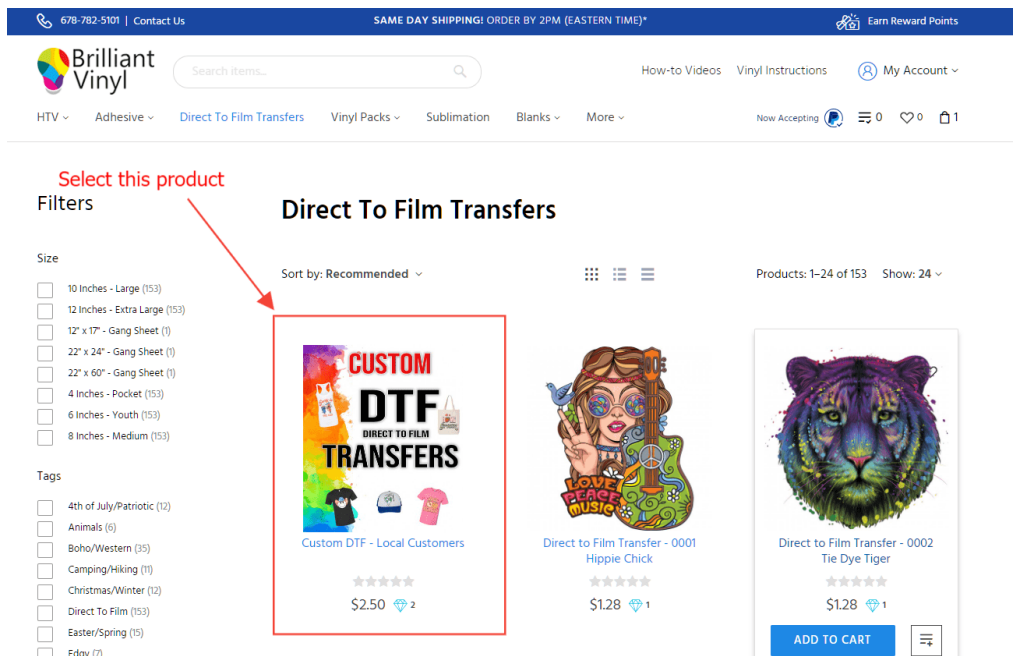 678-782-5101 | Contact Us
SAME DAY SHIPPING! ORDER BY 2PM (EASTERN TIME)*
Earn Reward Points
Brilliant
Vinyl
Search items...
How-to Videos
Vinyl Instructions
My Account
HTV
Adhesive
Direct To Film Transfers
Vinyl Packs
Sublimation
Blanks
More
Now Accepting
0
0
1
Select this product
Filters
Direct To Film Transfers
Size
Sort by: Recommended
Products: 1–24 of 153
Show: 24
10 Inches - Large (153)
12 Inches - Extra Large (153)
12" x 17" - Gang Sheet (1)
22" x 24" - Gang Sheet (1)
22" x 60" - Gang Sheet (1)
4 Inches - Pocket (153)
6 Inches - Youth (153)
8 Inches - Medium (153)
Tags
4th of July/Patriotic (12)
Animals (6)
Boho/Western (35)
Camping/Hiking (11)
Christmas/Winter (12)
Direct To Film (153)
Easter/Spring (15)
Edgy (7)
CUSTOM
DTF
DIRECT TO FILM
TRANSFERS
Custom DTF - Local Customers
$2.50
2
LOVE
PEACE
MUSIC
Direct to Film Transfer - 0001
Hippie Chick
$1.28
1
Direct to Film Transfer - 0002
Tie Dye Tiger
$1.28
1
ADD TO CART